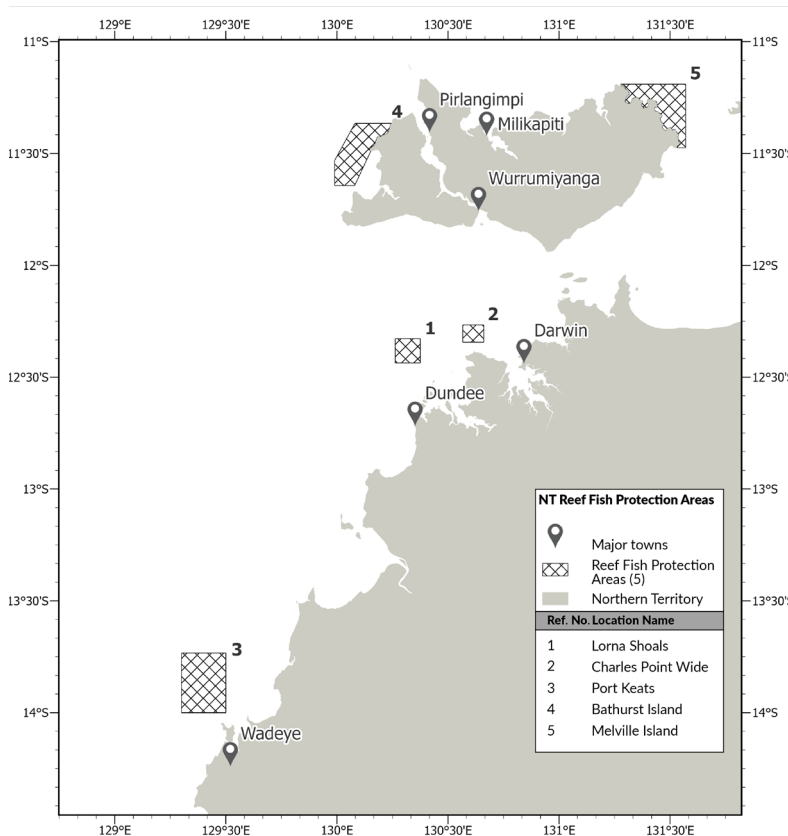 129°E 129°30'E 130°E 130°30'E 131°E 131°30'E
11°S 11°S
5
4
Pirlangimpi
Milikapiti
11°30'S 11°30'S
Wurrumiyanga
12°S 12°S
1
2
Darwin
12°30'S 12°30'S
Dundee
13°S 13°S
NT Reef Fish Protection Areas
Major towns
Reef Fish Protection
Areas (5)
Northern Territory
13°30'S 13°30'S
Ref. No. Location Name
1 Lorna Shoals
2 Charles Point Wide
3 Port Keats
4 Bathurst Island
5 Melville Island
3
14°S 14°S
Wadeye
129°E 129°30'E 130°E 130°30'E 131°E 131°30'E